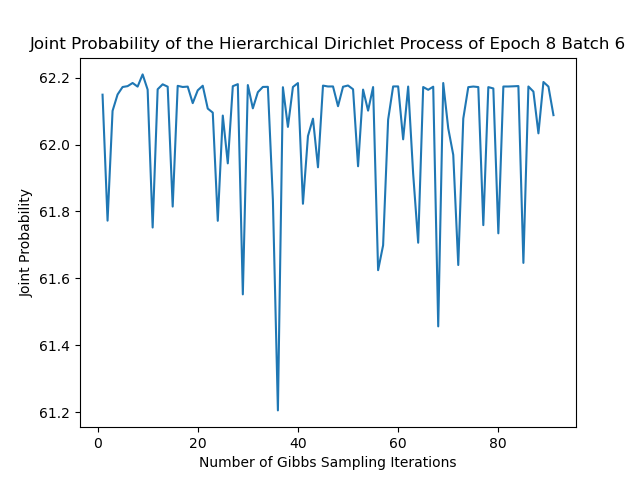 Joint Probability of the Hierarchical Dirichlet Process of Epoch 8 Batch 6
62.2
62.0
61.8
61.6
61.4
61.2
Joint Probability
0 20 40 60 80
Number of Gibbs Sampling Iterations